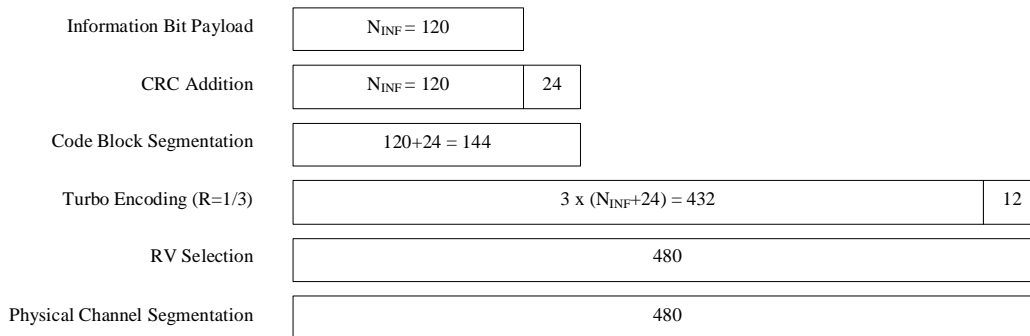 Information Bit Payload
N_INF = 120
CRC Addition
N_INF = 120
24
Code Block Segmentation
120+24 = 144
Turbo Encoding (R=1/3)
3 x (N_INF+24) = 432
12
RV Selection
480
Physical Channel Segmentation
480